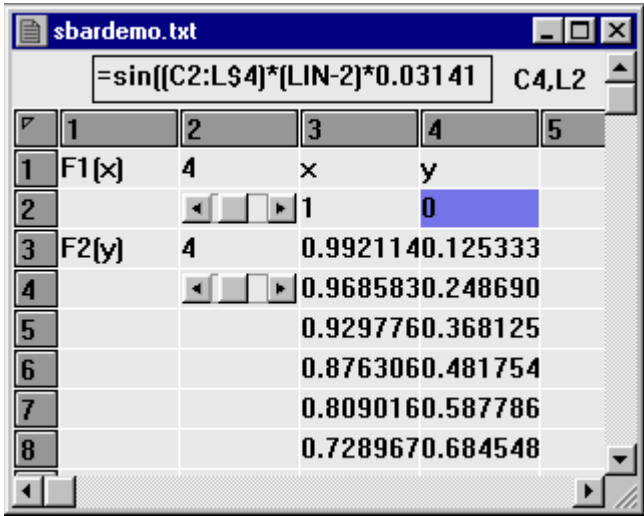 sbardemo.txt
=sin((C2:L$4)*(LIN-2)*0.03141 C4,L2
1 2 3 4 5
1 F1(x) 4 x y
2 1 0
3 F2(y) 4 0.992114 0.125333
4 0.968583 0.248690
5 0.929776 0.368125
6 0.876306 0.481754
7 0.809016 0.587786
8 0.728967 0.684548